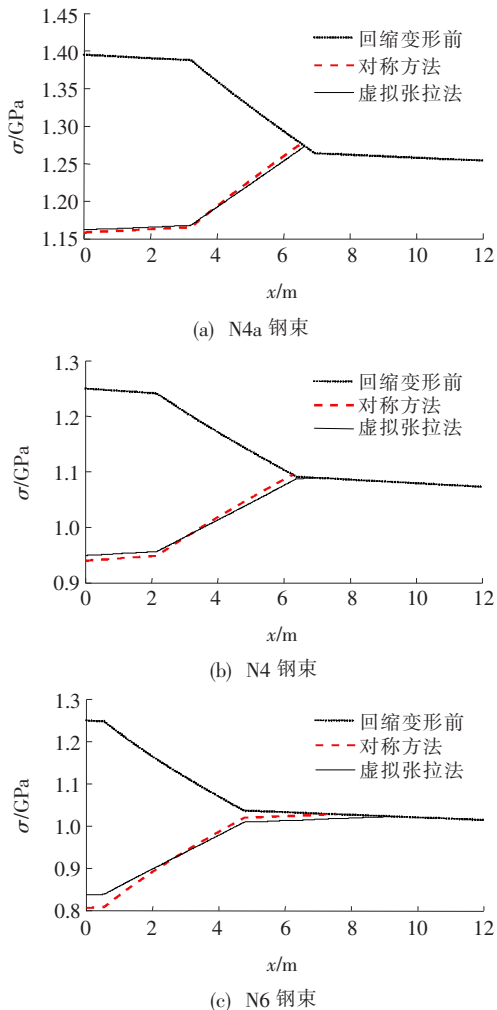 1.45
1.40
1.35
1.30
1.25
1.20
1.15
σ/GPa
回缩变形前
对称方法
虚拟张拉法
0 2 4 6 8 10 12
x/m
(a) N4a 钢束
1.3
1.2
1.1
1.0
0.9
σ/GPa
回缩变形前
对称方法
虚拟张拉法
0 2 4 6 8 10 12
x/m
(b) N4 钢束
1.3
1.2
1.1
1.0
0.9
0.8
σ/GPa
回缩变形前
对称方法
虚拟张拉法
0 2 4 6 8 10 12
x/m
(c) N6 钢束